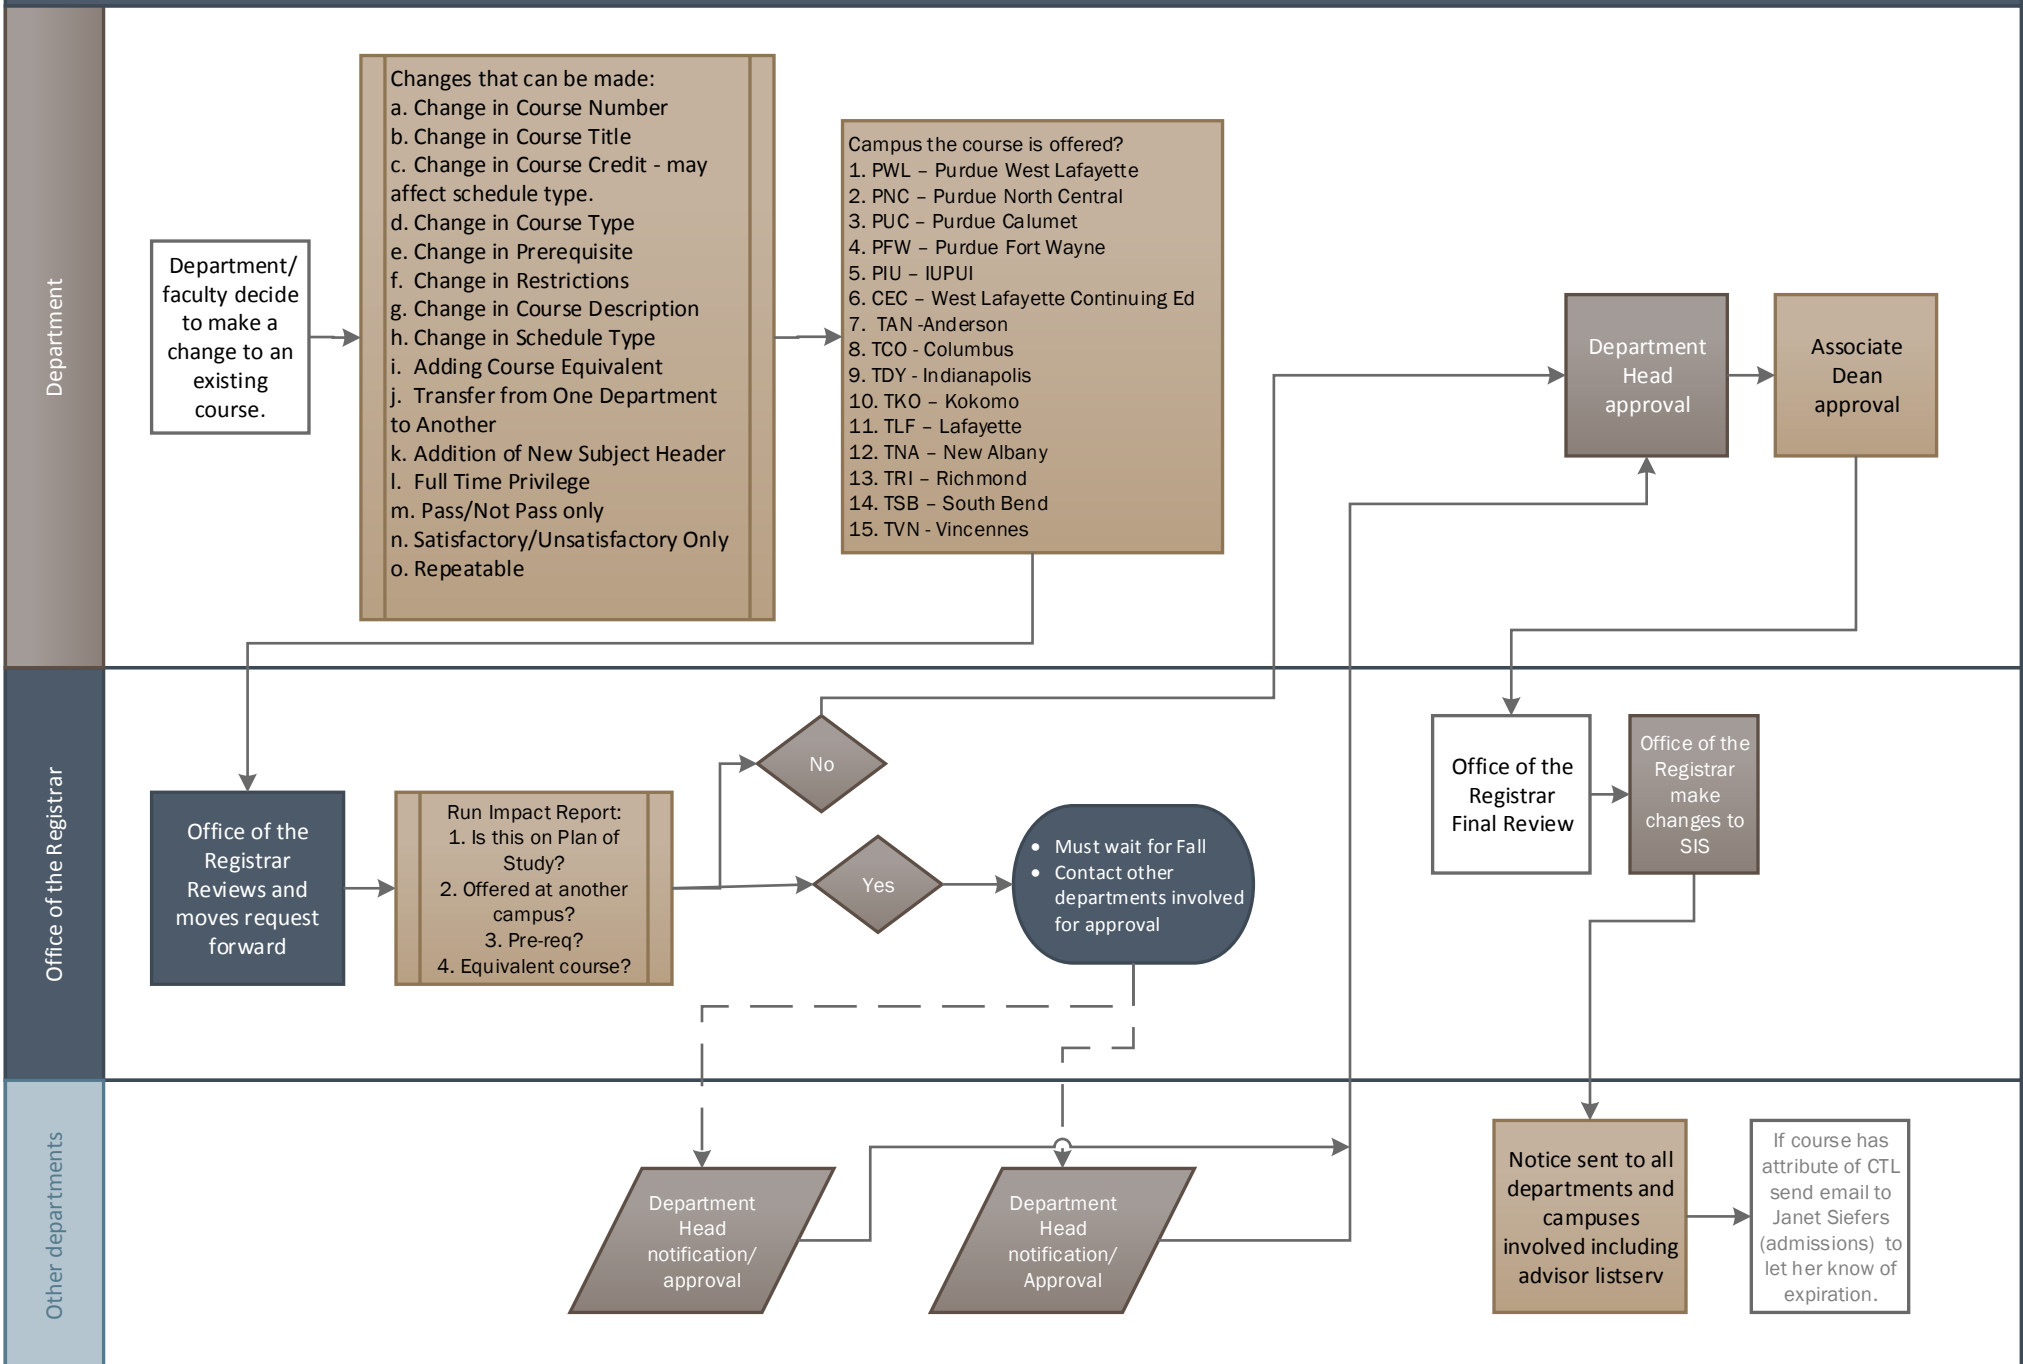 Department
Department/
faculty decide
to make a
change to an
existing
course.
Changes that can be made:
a. Change in Course Number
b. Change in Course Title
c. Change in Course Credit - may
affect schedule type.
d. Change in Course Type
e. Change in Prerequisite
f. Change in Restrictions
g. Change in Course Description
h. Change in Schedule Type
i. Adding Course Equivalent
j. Transfer from One Department
to Another
k. Addition of New Subject Header
l. Full Time Privilege
m. Pass/Not Pass only
n. Satisfactory/Unsatisfactory Only
o. Repeatable
Campus the course is offered?
1. PWL – Purdue West Lafayette
2. PNC – Purdue North Central
3. PUC – Purdue Calumet
4. PFW – Purdue Fort Wayne
5. PIU – IUPUI
6. CEC – West Lafayette Continuing Ed
7. TAN -Anderson
8. TCO - Columbus
9. TDY - Indianapolis
10. TKO – Kokomo
11. TLF – Lafayette
12. TNA – New Albany
13. TRI – Richmond
14. TSB – South Bend
15. TVN - Vincennes
Department
Head
approval
Associate
Dean
approval
Office of the Registrar
Office of the
Registrar
Reviews and
moves request
forward
Run Impact Report:
1. Is this on Plan of
Study?
2. Offered at another
campus?
3. Pre-req?
4. Equivalent course?
No
Yes
• Must wait for Fall
• Contact other
departments involved
for approval
Office of the
Registrar
Final Review
Office of the
Registrar
make
changes to
SIS
Other departments
Department
Head
notification/
approval
Department
Head
notification/
Approval
Notice sent to all
departments and
campuses
involved including
advisor listserv
If course has
attribute of CTL
send email to
Janet Siefers
(admissions) to
let her know of
expiration.